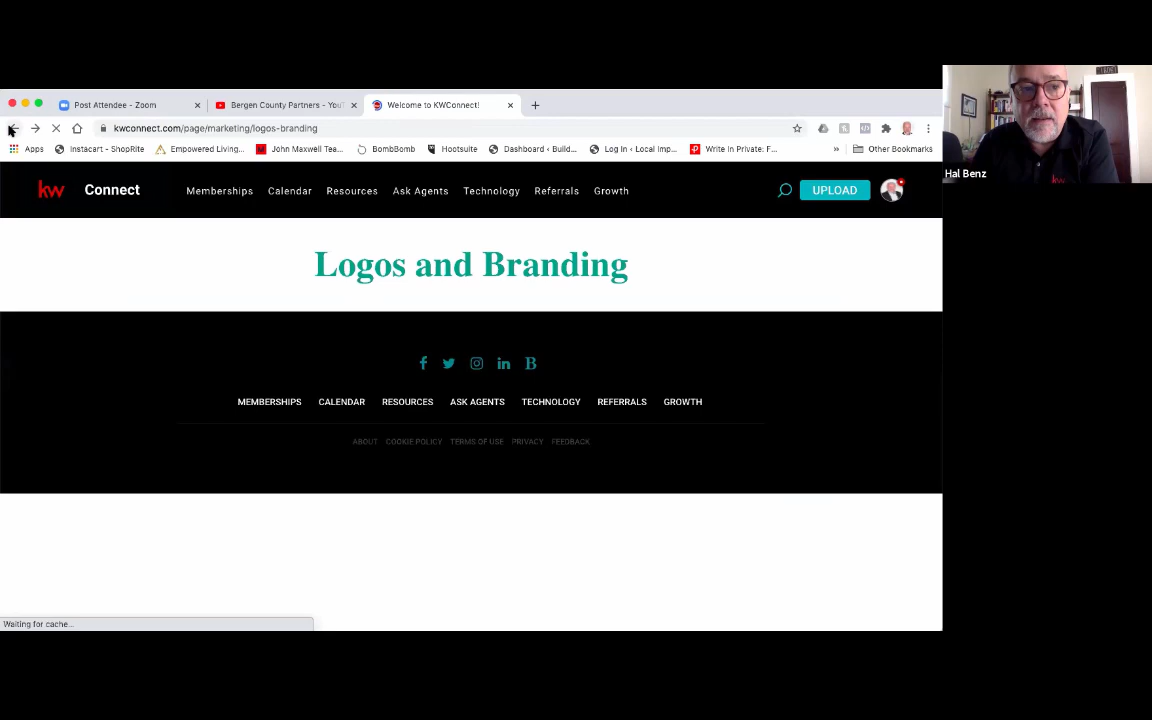 Post Attendee - Zoom
Bergen County Partners - YouT
Welcome to KWConnect!
kwconnect.com/page/marketing/logos-branding
Apps
Instacart - ShopRite
Empowered Living...
John Maxwell Tea...
BombBomb
Hootsuite
Dashboard ‹ Build...
Log In ‹ Local Imp...
Write In Private: F...
»
Other Bookmarks
kw Connect
Memberships
Calendar
Resources
Ask Agents
Technology
Referrals
Growth
UPLOAD
Hal Benz
Logos and Branding
MEMBERSHIPS
CALENDAR
RESOURCES
ASK AGENTS
TECHNOLOGY
REFERRALS
GROWTH
ABOUT
COOKIE POLICY
TERMS OF USE
PRIVACY
FEEDBACK
Waiting for cache...